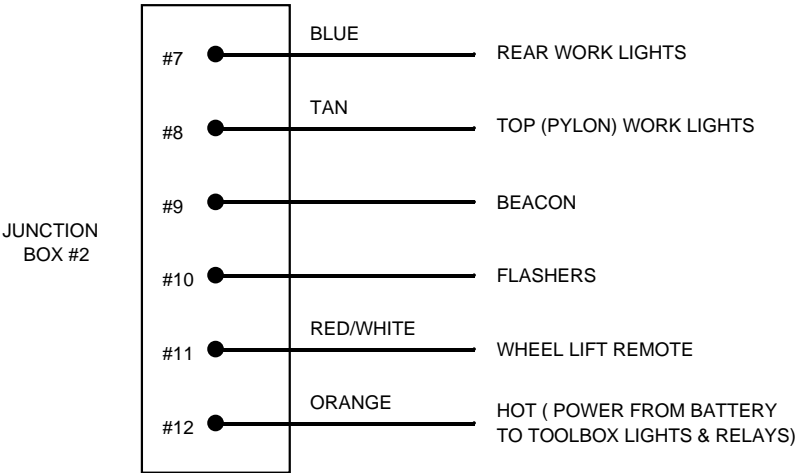 BLUE
#7
REAR WORK LIGHTS
TAN
#8
TOP (PYLON) WORK LIGHTS
#9
BEACON
JUNCTION
BOX #2
#10
FLASHERS
RED/WHITE
#11
WHEEL LIFT REMOTE
ORANGE
#12
HOT ( POWER FROM BATTERY
TO TOOLBOX LIGHTS & RELAYS)